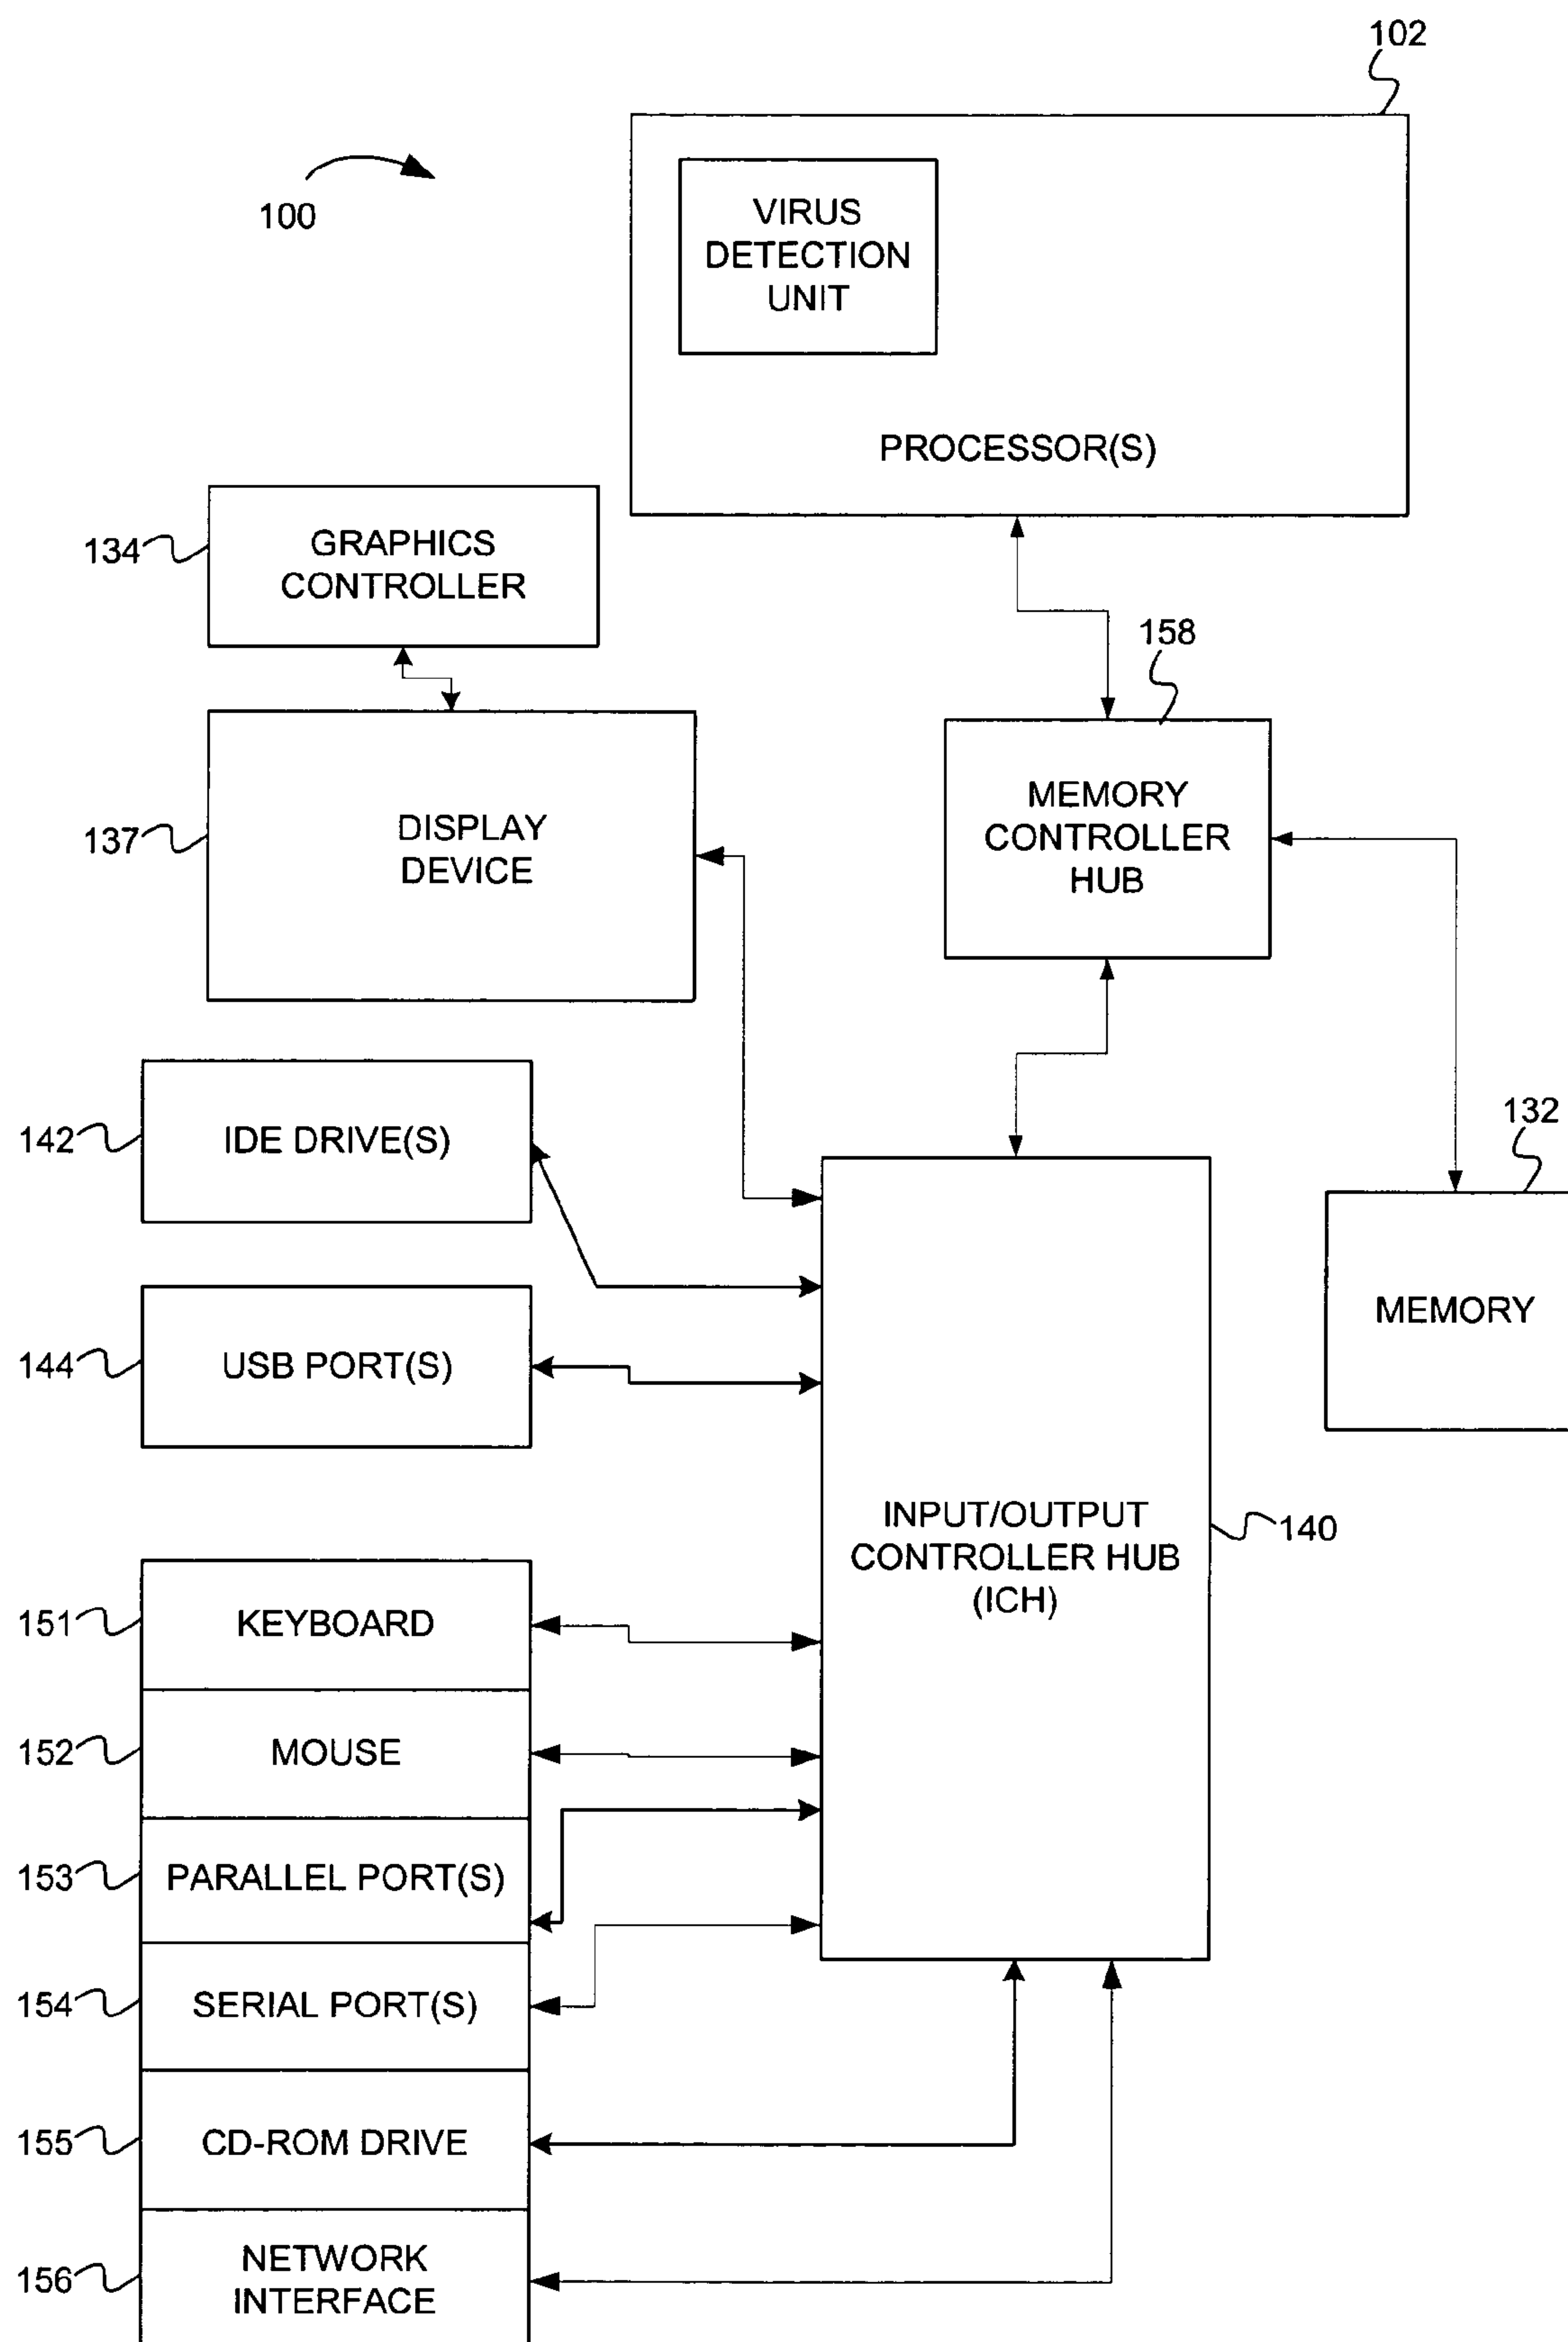 102
100
VIRUS
DETECTION
UNIT
PROCESSOR(S)
134
GRAPHICS
CONTROLLER
158
137
DISPLAY
DEVICE
MEMORY
CONTROLLER
HUB
142
IDE DRIVE(S)
132
MEMORY
144
USB PORT(S)
INPUT/OUTPUT
CONTROLLER HUB
(ICH)
140
151
KEYBOARD
152
MOUSE
153
PARALLEL PORT(S)
154
SERIAL PORT(S)
155
CD-ROM DRIVE
156
NETWORK
INTERFACE